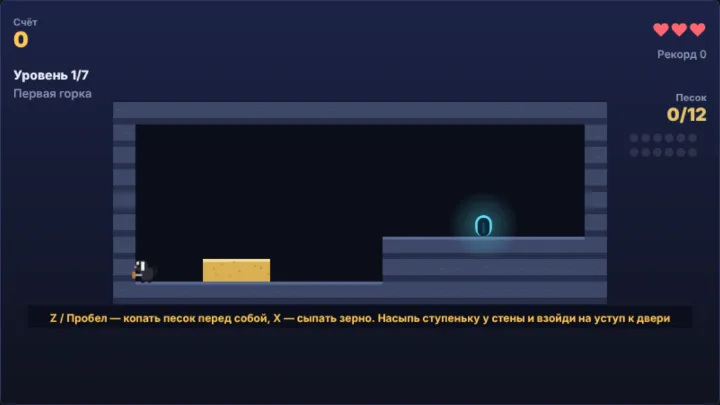 Счёт
0
Уровень 1/7
Первая горка
Рекорд 0
Песок
0/12
Z / Пробел — копать песок перед собой, X — сыпать зерно. Насыпь ступеньку у стены и взойди на уступ к двери